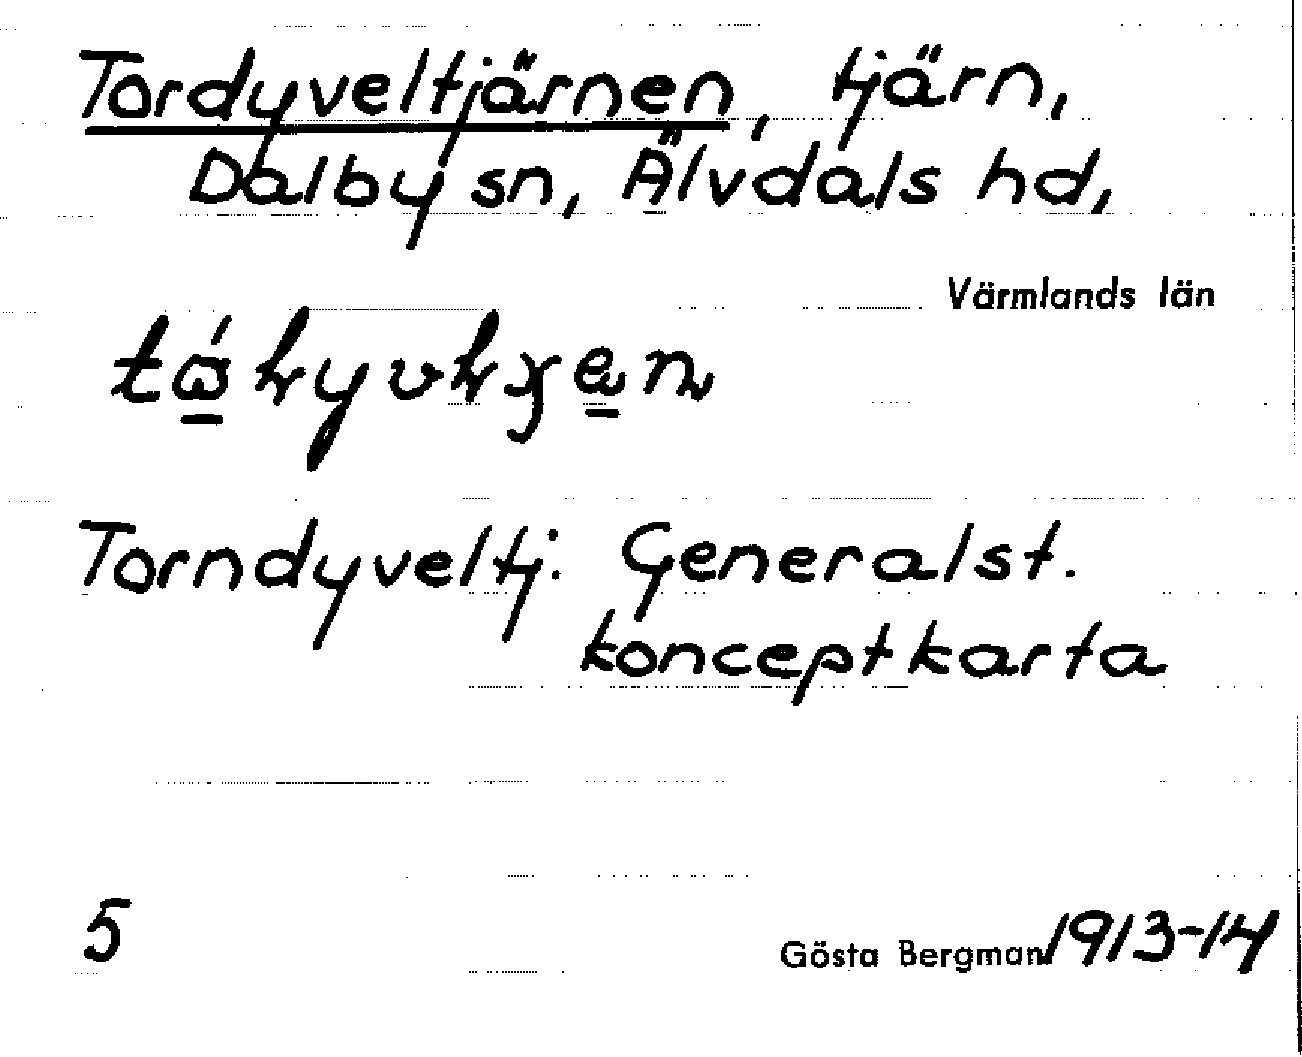 Tordyveltjärnen, tjärn,
Dalby sn, Älvdals hd,
Värmlands län
Torndyveltj. Generalst.
konceptkarta
5
Gösta Bergman 1913-14